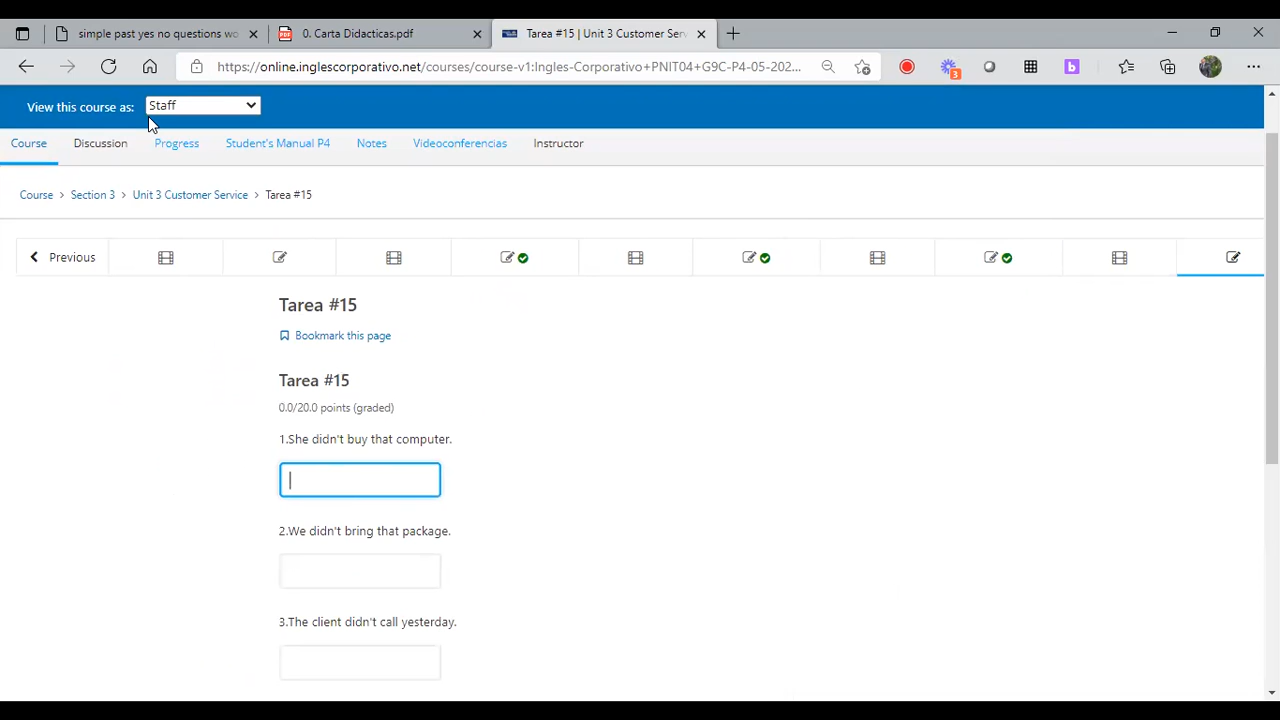 simple past yes no questions wo
0. Carta Didacticas.pdf
Tarea #15 | Unit 3 Customer Serv
https://online.inglescorporativo.net/courses/course-v1:Ingles-Corporativo+PNIT04+G9C-P4-05-202...
3
b
View this course as: Staff
Course Discussion Progress Student's Manual P4 Notes Videoconferencias Instructor
Course > Section 3 > Unit 3 Customer Service > Tarea #15
Previous
Tarea #15
Bookmark this page
Tarea #15
0.0/20.0 points (graded)
1.She didn't buy that computer.
2.We didn't bring that package.
3.The client didn't call yesterday.